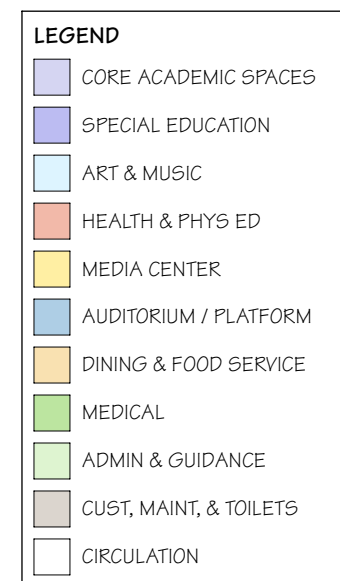 LEGEND
CORE ACADEMIC SPACES
SPECIAL EDUCATION
ART & MUSIC
HEALTH & PHYS ED
MEDIA CENTER
AUDITORIUM / PLATFORM
DINING & FOOD SERVICE
MEDICAL
ADMIN & GUIDANCE
CUST, MAINT, & TOILETS
CIRCULATION